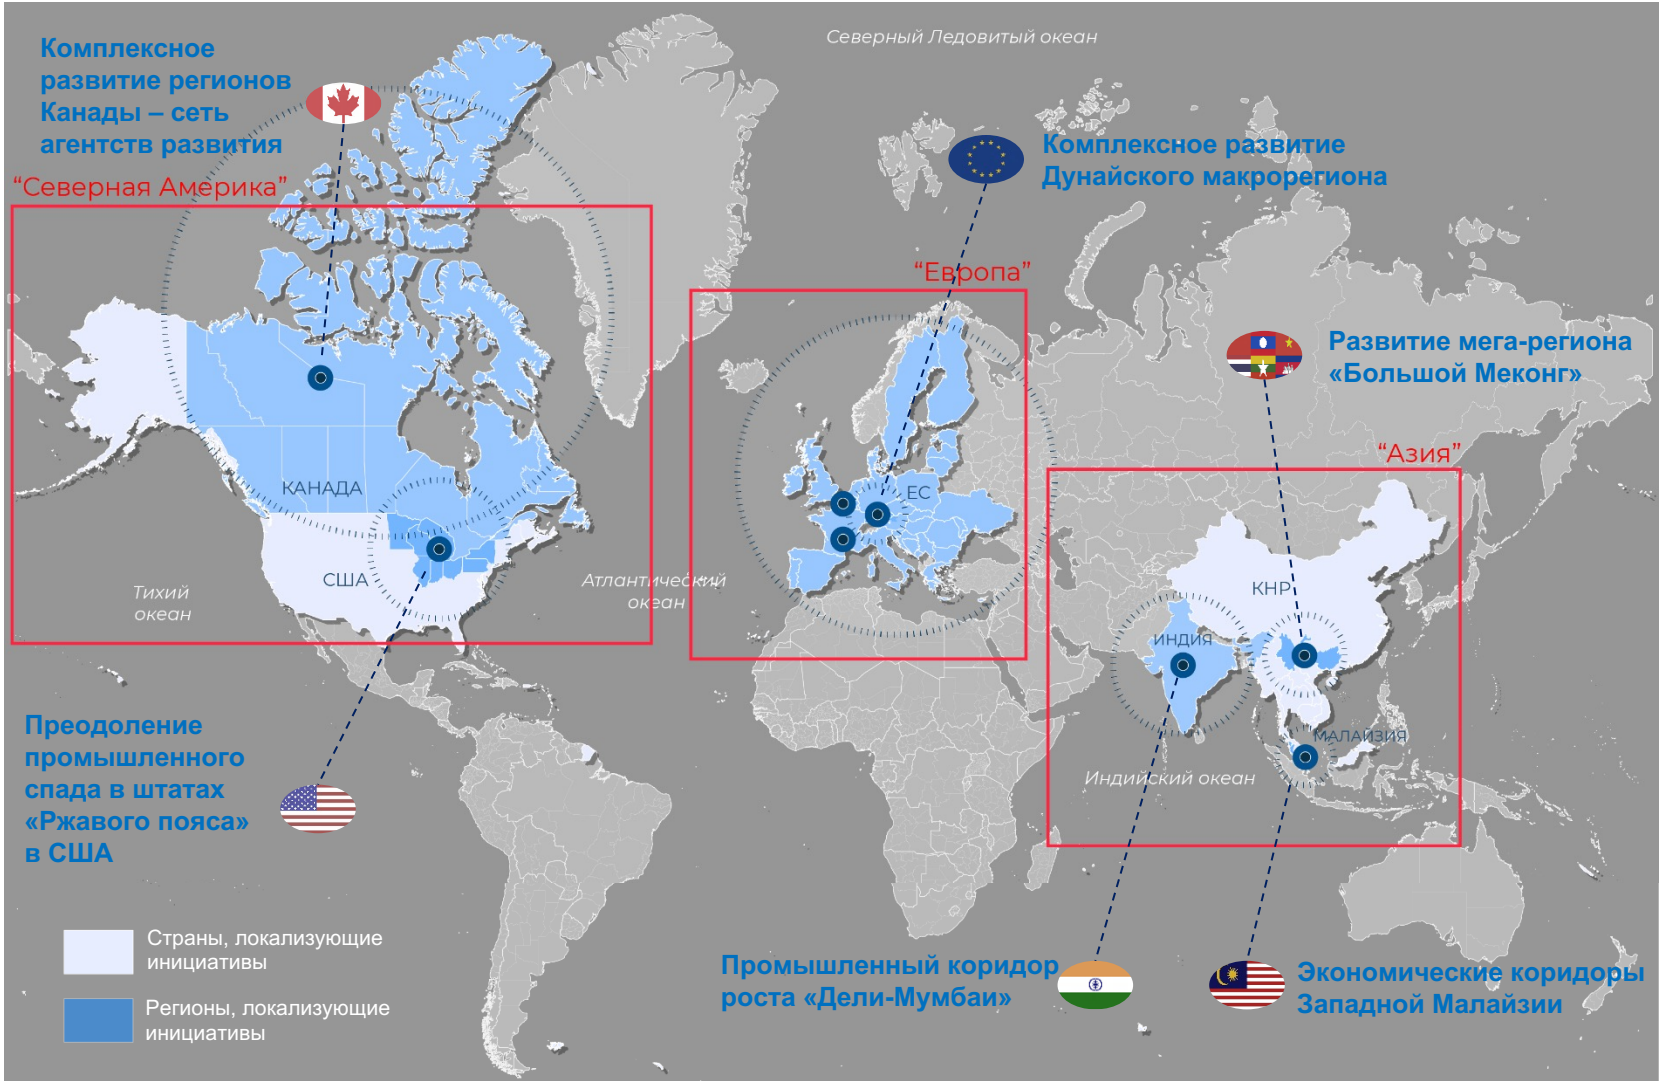 Северный Ледовитый океан
Комплексное
развитие регионов
Канады – сеть
агентств развития
Комплексное развитие
Дунайского макрорегиона
“Северная Америка”
“Европа”
Развитие мега-региона
«Большой Меконг»
“Азия”
КАНАДА
ЕС
США
КНР
Тихий
океан
Атлантический
океан
ИНДИЯ
МАЛАЙЗИЯ
Индийский океан
Преодоление
промышленного
спада в штатах
«Ржавого пояса»
в США
Страны, локализующие
инициативы
Регионы, локализующие
инициативы
Промышленный коридор
роста «Дели-Мумбаи»
Экономические коридоры
Западной Малайзии